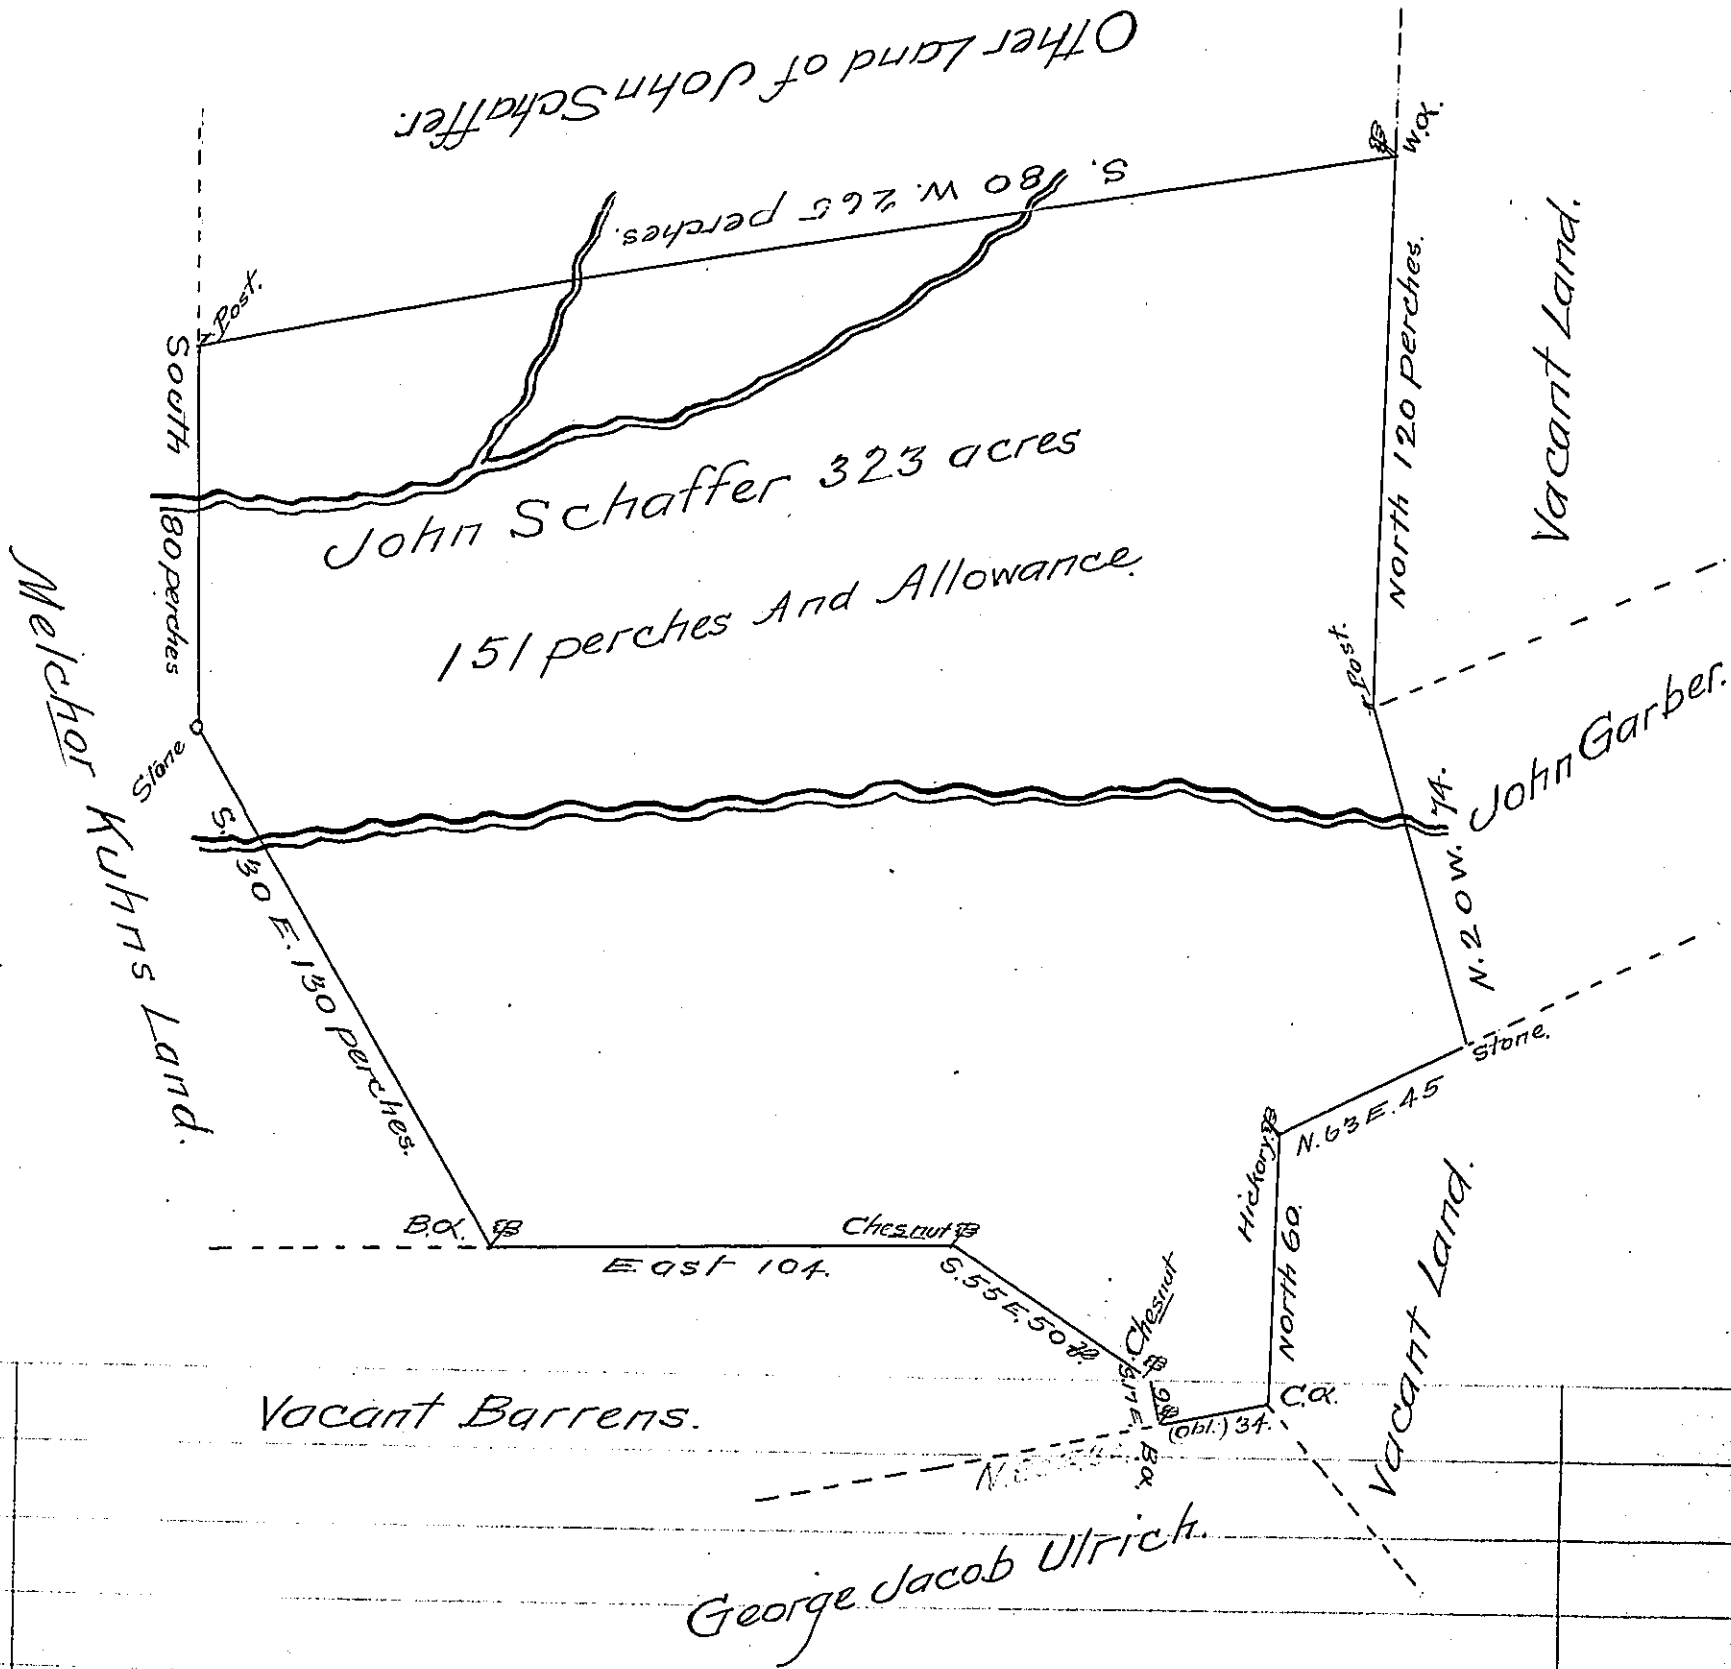 Other Land of John Schaffer.
S. 80 W. 265 perches.
W.O.
Post.
South 80 perches
North 120 perches.
Vacant Land.
John Schaffer 323 acres
151 perches And Allowance.
Melchor Kuhns Land.
Stone
Post.
John Garber.
S. 30 E. 130 perches.
N. 20 W. 74.
Stone.
N. 63 E. 45
Hickory.
B.O.
East 104.
Chesnut
S. 55 E. 50 p.
Chesnut
North 60.
Vacant Land.
C.O.
S. 17 E.
(Obl.) 34.
B.O.
N.
Vacant Barrens.
George Jacob Ulrich.